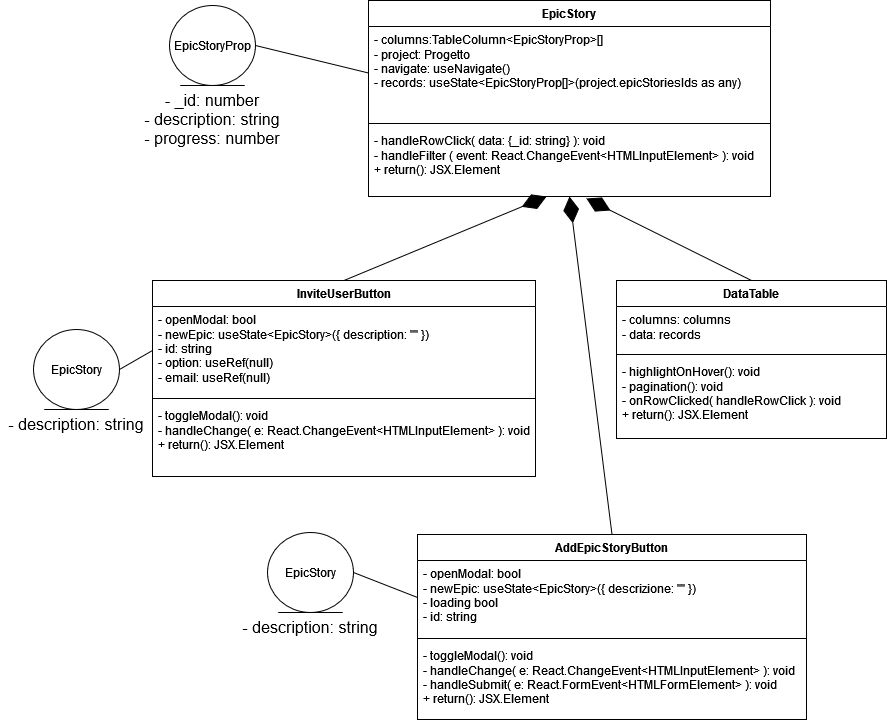 EpicStory
- columns:TableColumn<EpicStoryProp>[]
- project: Progetto
- navigate: useNavigate()
- records: useState<EpicStoryProp[]>(project.epicStoriesIds as any)
- handleRowClick( data: {_id: string} ): void
- handleFilter ( event: React.ChangeEvent<HTMLInputElement> ): void
+ return(): JSX.Element
EpicStoryProp
- _id: number
- description: string
- progress: number
InviteUserButton
- openModal: bool
- newEpic: useState<EpicStory>({ description: "" })
- id: string
- option: useRef(null)
- email: useRef(null)
- toggleModal(): void
- handleChange( e: React.ChangeEvent<HTMLInputElement> ): void
+ return(): JSX.Element
EpicStory
- description: string
DataTable
- columns: columns
- data: records
- highlightOnHover(): void
- pagination(): void
- onRowClicked( handleRowClick ): void
+ return(): JSX.Element
EpicStory
- description: string
AddEpicStoryButton
- openModal: bool
- newEpic: useState<EpicStory>({ descrizione: "" })
- loading bool
- id: string
- toggleModal(): void
- handleChange( e: React.ChangeEvent<HTMLInputElement> ): void
- handleSubmit( e: React.FormEvent<HTMLFormElement> ): void
+ return(): JSX.Element